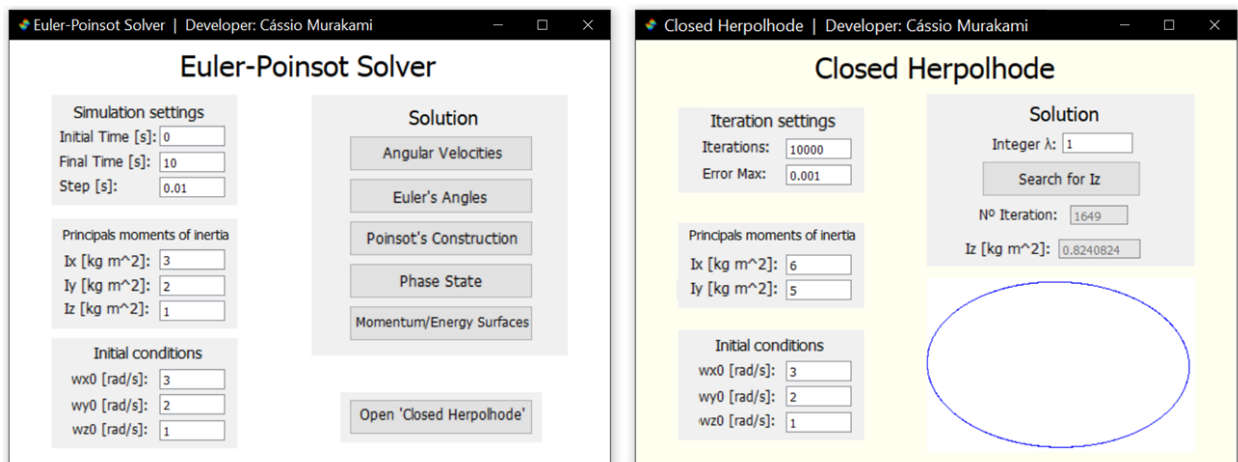 Euler-Poinsot Solver | Developer: Cássio Murakami
Euler-Poinsot Solver
Simulation settings
Initial Time [s]: 0
Final Time [s]: 10
Step [s]: 0.01
Principals moments of inertia
Ix [kg m^2]: 3
Iy [kg m^2]: 2
Iz [kg m^2]: 1
Initial conditions
wx0 [rad/s]: 3
wy0 [rad/s]: 2
wz0 [rad/s]: 1
Solution
Angular Velocities
Euler's Angles
Poinsot's Construction
Phase State
Momentum/Energy Surfaces
Open 'Closed Herpolhode'
Closed Herpolhode | Developer: Cássio Murakami
Closed Herpolhode
Iteration settings
Iterations: 10000
Error Max: 0.001
Principals moments of inertia
Ix [kg m^2]: 6
Iy [kg m^2]: 5
Initial conditions
wx0 [rad/s]: 3
wy0 [rad/s]: 2
wz0 [rad/s]: 1
Solution
Integer λ: 1
Search for Iz
Nº Iteration: 1649
Iz [kg m^2]: 0.8240824